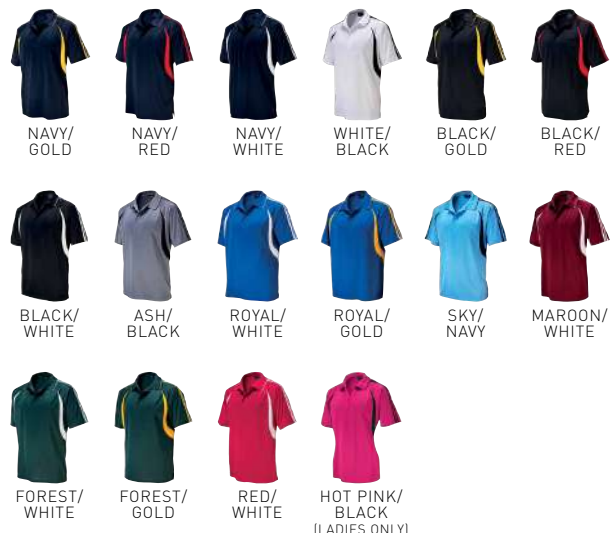 NAVY/
GOLD
NAVY/
RED
NAVY/
WHITE
WHITE/
BLACK
BLACK/
GOLD
BLACK/
RED
BLACK/
WHITE
ASH/
BLACK
ROYAL/
WHITE
ROYAL/
GOLD
SKY/
NAVY
MAROON/
WHITE
FOREST/
WHITE
FOREST/
GOLD
RED/
WHITE
HOT PINK/
BLACK
(LADIES ONLY)